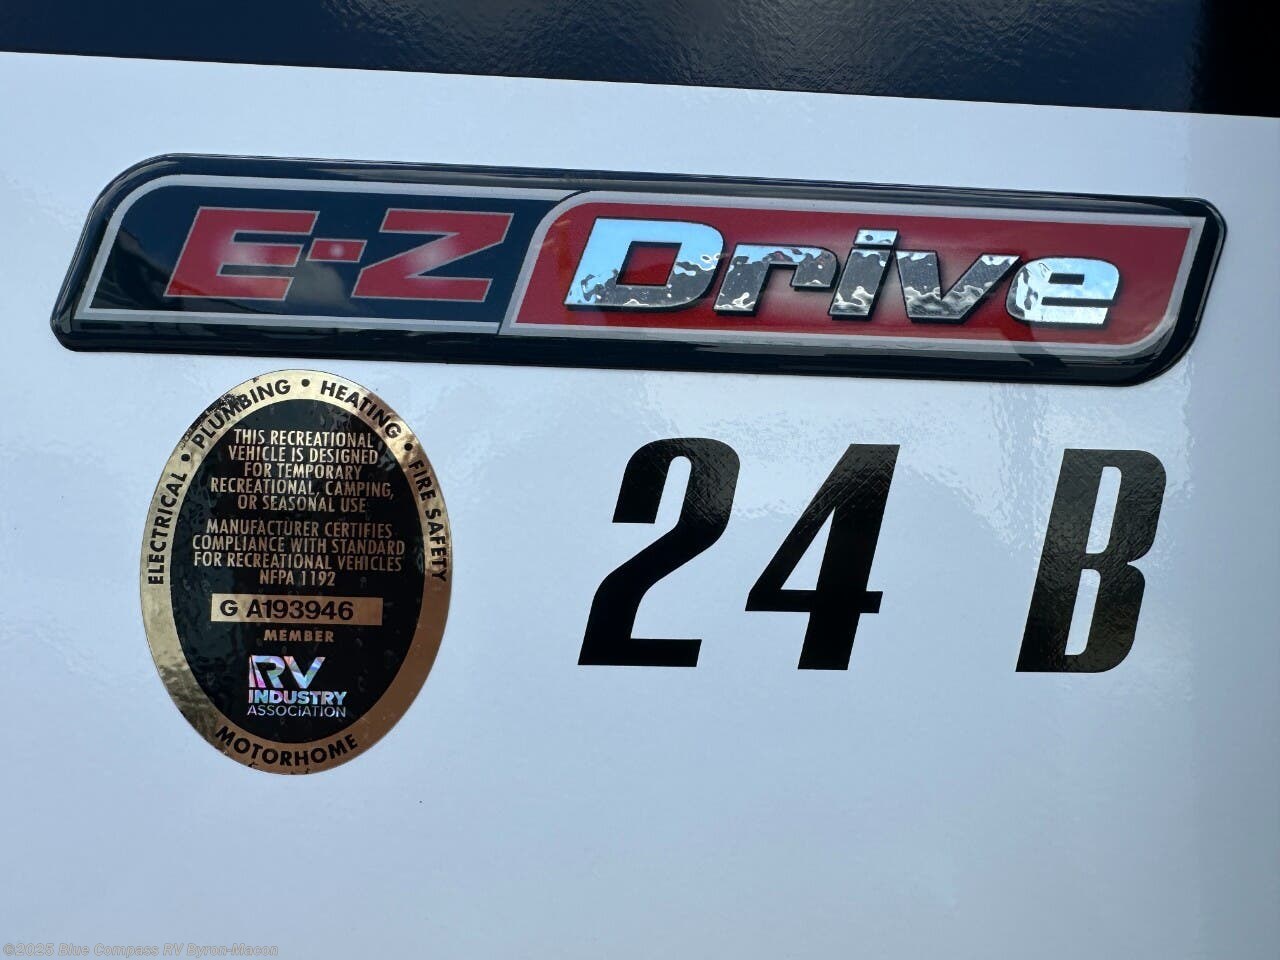 E-Z Drive
ELECTRICAL • PLUMBING • HEATING • FIRE SAFETY
THIS RECREATIONAL
VEHICLE IS DESIGNED
FOR TEMPORARY
RECREATIONAL, CAMPING,
OR SEASONAL USE
MANUFACTURER CERTIFIES
COMPLIANCE WITH STANDARD
FOR RECREATIONAL VEHICLES
NFPA 1192
G A193946
MEMBER
RV
INDUSTRY
ASSOCIATION
MOTORHOME
24 B
©2025 Blue Compass RV Byron-Macon